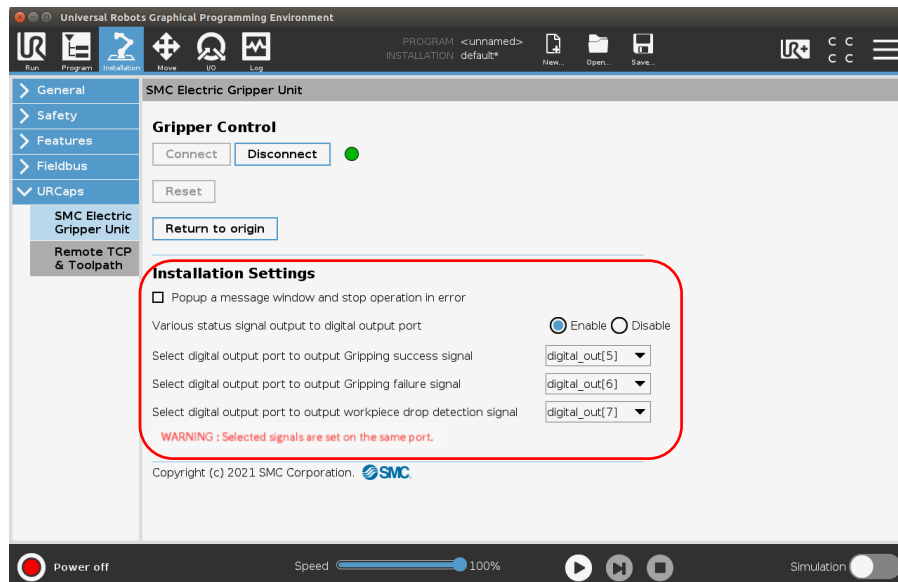 Universal Robots Graphical Programming Environment
Run Program Installation Move I/O Log
PROGRAM <unnamed>
INSTALLATION default*
New... Open... Save...
UR+
C C
C C
General
Safety
Features
Fieldbus
URCaps
SMC Electric
Gripper Unit
Remote TCP
& Toolpath
SMC Electric Gripper Unit
Gripper Control
Connect Disconnect
Reset
Return to origin
Installation Settings
Popup a message window and stop operation in error
Various status signal output to digital output port Enable Disable
Select digital output port to output Gripping success signal digital_out[5]
Select digital output port to output Gripping failure signal digital_out[6]
Select digital output port to output workpiece drop detection signal digital_out[7]
WARNING : Selected signals are set on the same port.
Copyright (c) 2021 SMC Corporation. SMC.
Power off Speed 100% Simulation